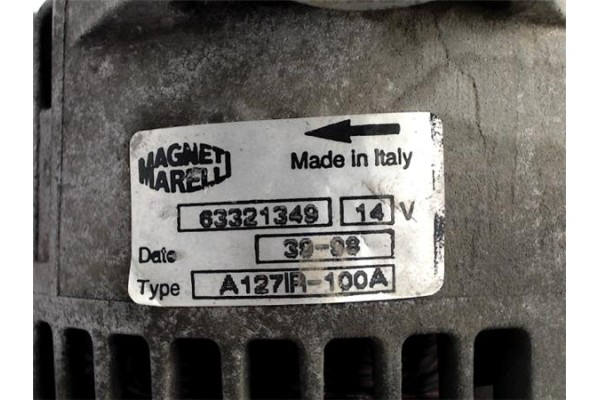 MAGNETI
MARELLI
Made in Italy
63321349 14 V
Date 39-98
Type A127IR-100A